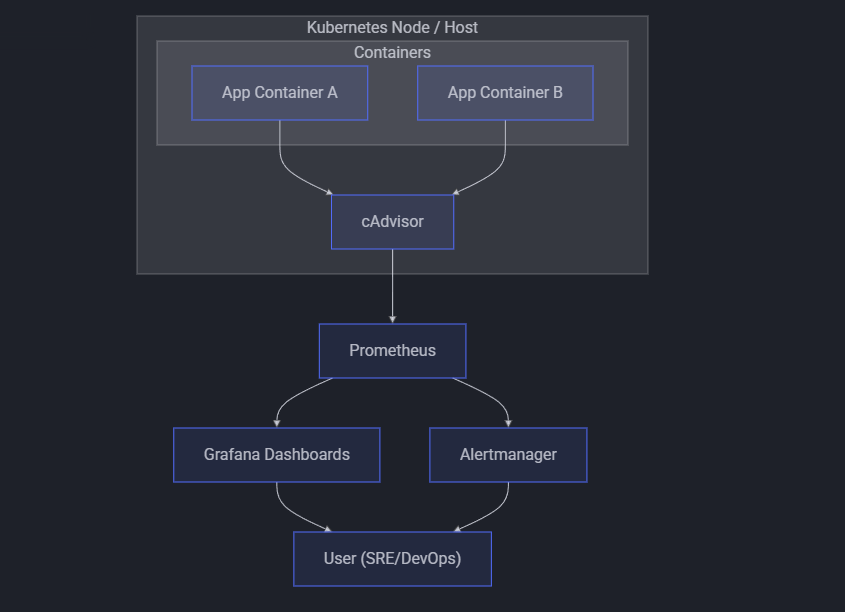 Kubernetes Node / Host
Containers
App Container A
App Container B
cAdvisor
Prometheus
Grafana Dashboards
Alertmanager
User (SRE/DevOps)